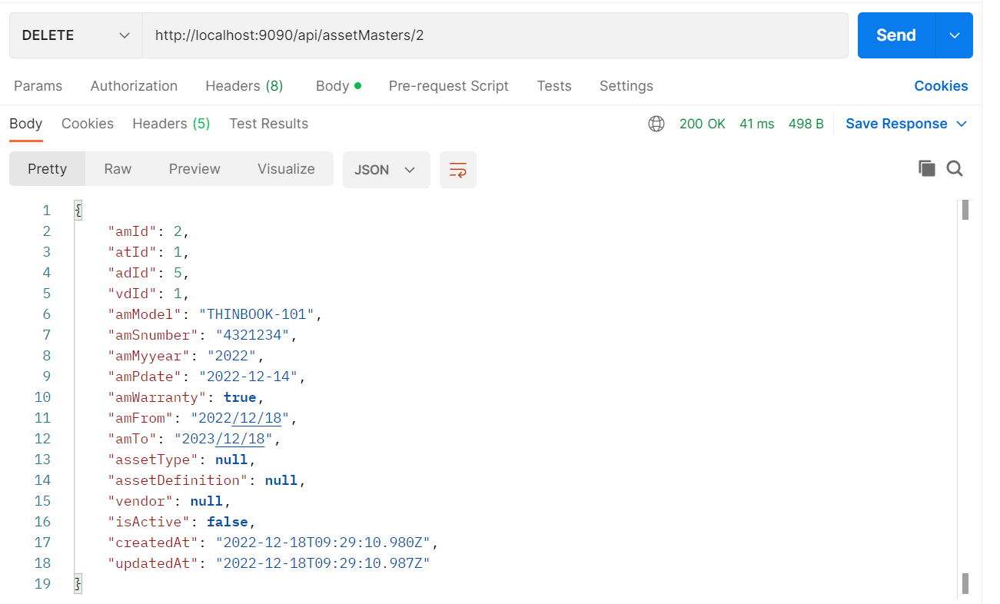 DELETE http://localhost:9090/api/assetMasters/2 Send
Params Authorization Headers (8) Body Pre-request Script Tests Settings Cookies
Body Cookies Headers (5) Test Results 200 OK 41 ms 498 B Save Response
Pretty Raw Preview Visualize JSON
1 {
2 "amId": 2,
3 "atId": 1,
4 "adId": 5,
5 "vdId": 1,
6 "amModel": "THINBOOK-101",
7 "amSnumber": "4321234",
8 "amMyyear": "2022",
9 "amPdate": "2022-12-14",
10 "amWarranty": true,
11 "amFrom": "2022/12/18",
12 "amTo": "2023/12/18",
13 "assetType": null,
14 "assetDefinition": null,
15 "vendor": null,
16 "isActive": false,
17 "createdAt": "2022-12-18T09:29:10.980Z",
18 "updatedAt": "2022-12-18T09:29:10.987Z"
19 }